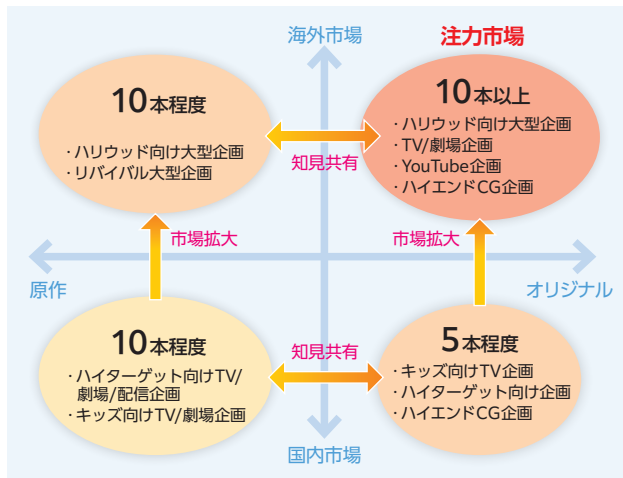 海外市場
注力市場
10本程度
・ハリウッド向け大型企画
・リバイバル大型企画
10本以上
・ハリウッド向け大型企画
・TV/劇場企画
・YouTube企画
・ハイエンドCG企画
知見共有
市場拡大
市場拡大
原作
オリジナル
10本程度
・ハイターゲット向けTV/
劇場/配信企画
・キッズ向けTV/劇場企画
知見共有
5本程度
・キッズ向けTV企画
・ハイターゲット向け企画
・ハイエンドCG企画
国内市場